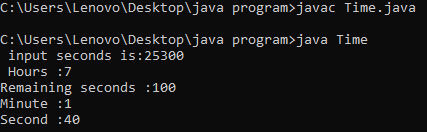 C:\Users\Lenovo\Desktop\java program>javac Time.java
C:\Users\Lenovo\Desktop\java program>java Time
 input seconds is:25300
 Hours :7
Remaining seconds :100
Minute :1
Second :40